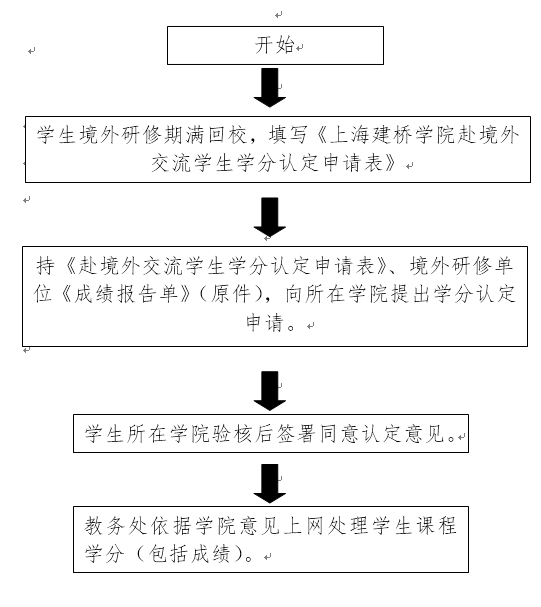 开始
学生境外研修期满回校，填写《上海建桥学院赴境外
交流学生学分认定申请表》
持《赴境外交流学生学分认定申请表》、境外研修单
位《成绩报告单》（原件），向所在学院提出学分认定
申请。
学生所在学院验核后签署同意认定意见。
教务处依据学院意见上网处理学生课程
学分（包括成绩）。